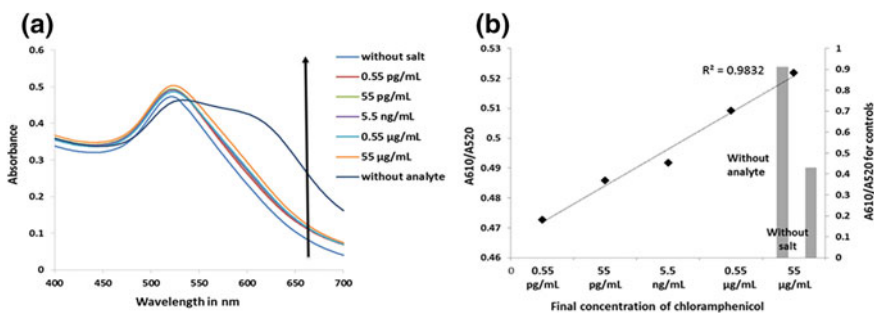 (a)
0.6
0.5
0.4
0.3
0.2
0.1
0
Absorbance
400 450 500 550 600 650 700
Wavelength in nm
without salt
0.55 pg/mL
55 pg/mL
5.5 ng/mL
0.55 µg/mL
55 µg/mL
without analyte
(b)
0.53
0.52
0.51
0.5
0.49
0.48
0.47
0.46
A610/A520
R² = 0.9832
Without
analyte
Without
salt
1
0.9
0.8
0.7
0.6
0.5
0.4
0.3
0.2
0.1
0
A610/A520 for controls
0 0.55 55 5.5 0.55 55
pg/mL pg/mL ng/mL µg/mL µg/mL
Final concentration of chloramphenicol